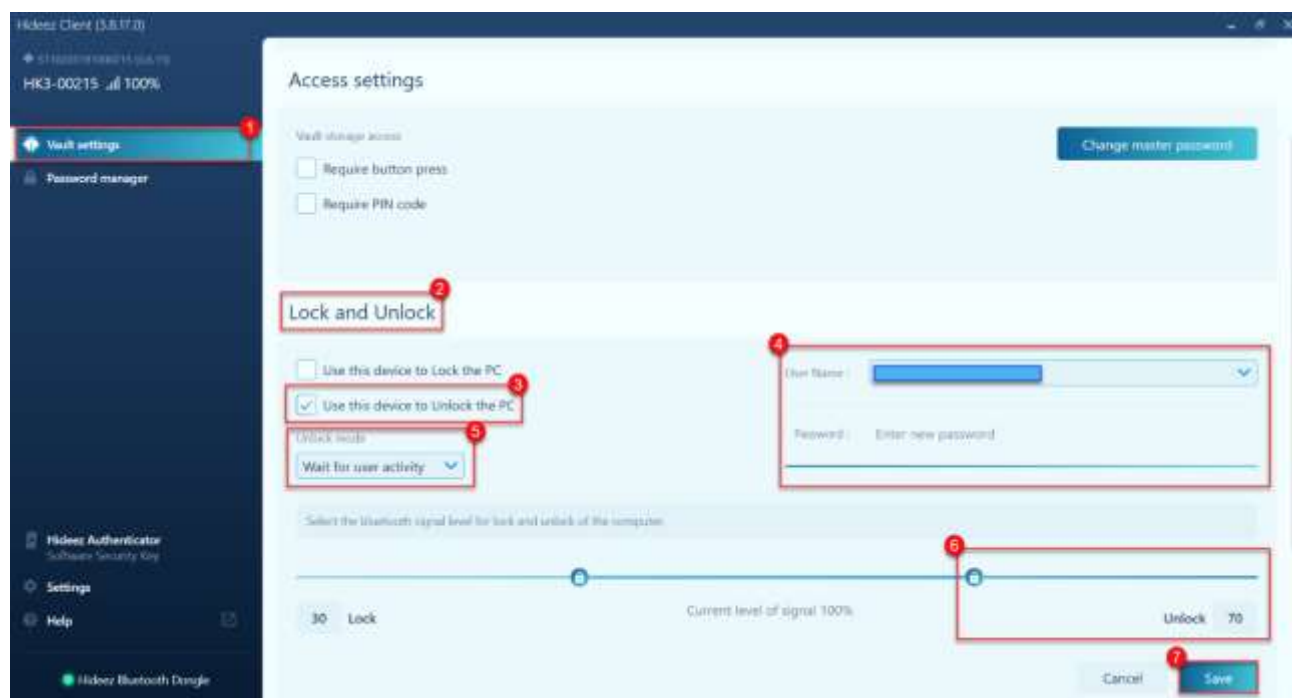 Hideez Client (3.8.17.0)
HK3-00215 100%
1
Vault settings
Password manager
Access settings
Vault storage access
Require button press
Require PIN code
Change master password
2
Lock and Unlock
Use this device to Lock the PC
3
Use this device to Unlock the PC
5
Unlock mode
Wait for user activity
4
User Name :
Password : Enter new password
Select the bluetooth signal level for lock and unlock of the computer
6
30 Lock
Current level of signal 100%
Unlock 70
Hideez Authenticator
Software Security Key
Settings
Help
Hideez Bluetooth Dongle
Cancel
7
Save